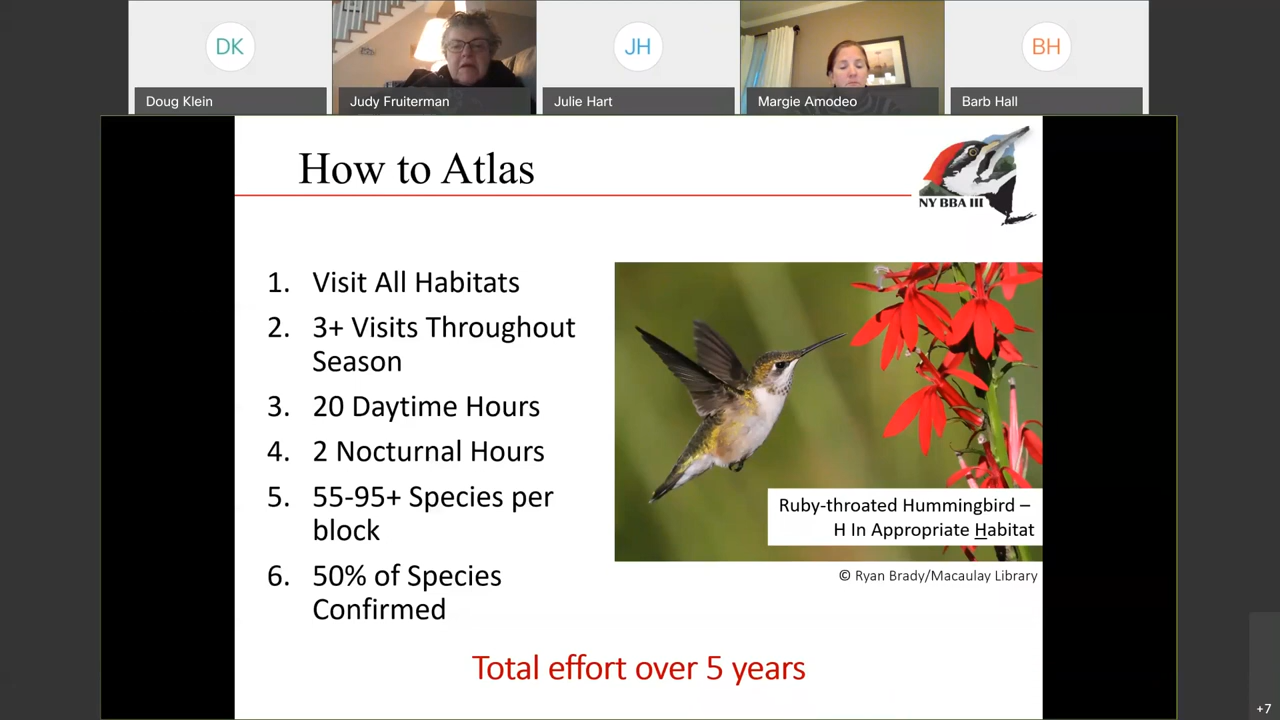 DK
JH
BH
Doug Klein
Judy Fruiterman
Julie Hart
Margie Amodeo
Barb Hall
How to Atlas
NY BBA III
1. Visit All Habitats
2. 3+ Visits Throughout
Season
3. 20 Daytime Hours
4. 2 Nocturnal Hours
5. 55-95+ Species per
block
6. 50% of Species
Confirmed
Ruby-throated Hummingbird –
H In Appropriate Habitat
© Ryan Brady/Macaulay Library
Total effort over 5 years
+7